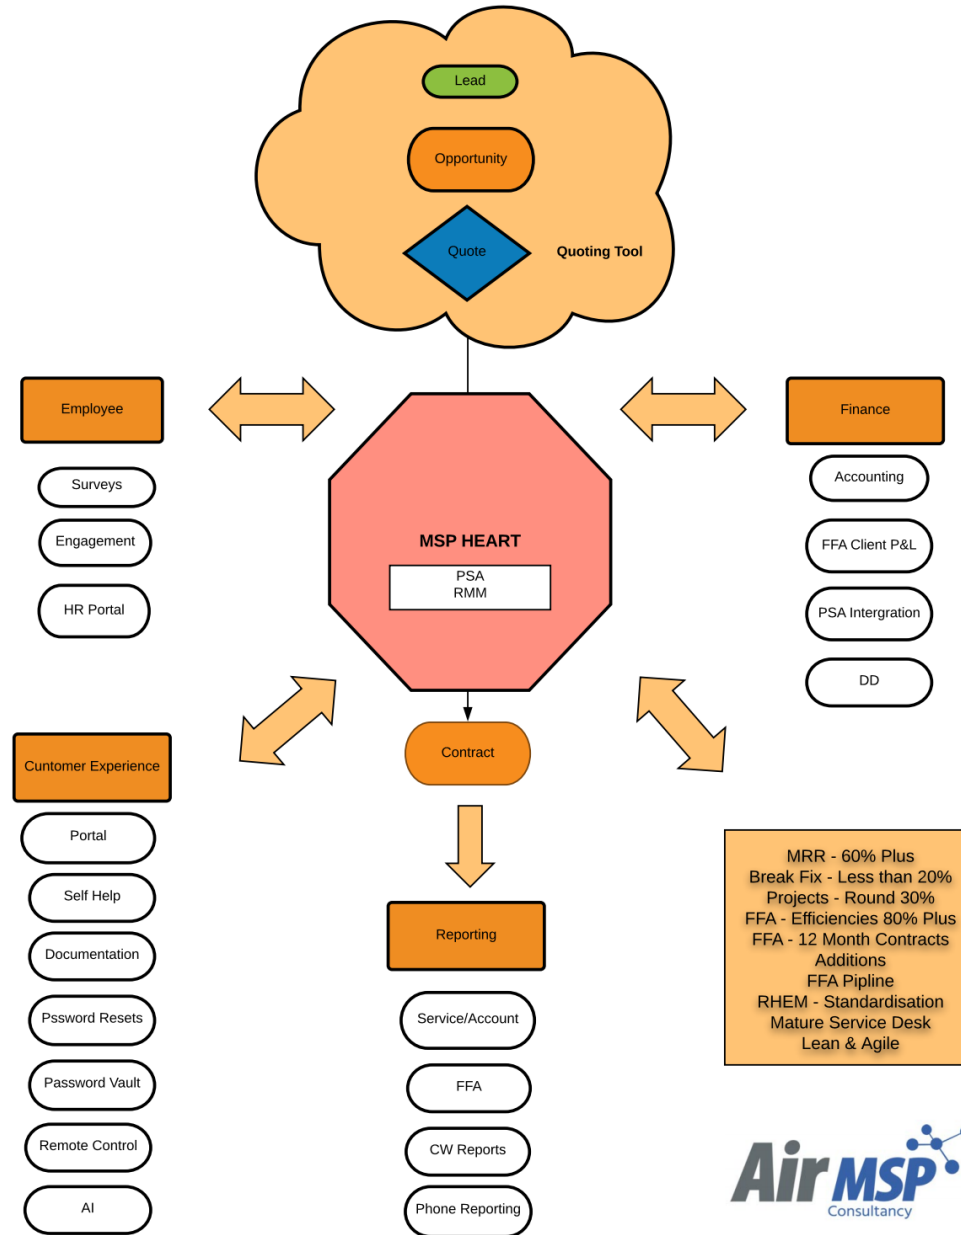 Lead
Opportunity
Quote
Quoting Tool
Employee
Surveys
Engagement
HR Portal
Finance
Accounting
FFA Client P&L
PSA Intergration
DD
MSP HEART
PSA
RMM
Contract
Cuntomer Experience
Portal
Self Help
Documentation
Pssword Resets
Password Vault
Remote Control
AI
Reporting
Service/Account
FFA
CW Reports
Phone Reporting
MRR - 60% Plus
Break Fix - Less than 20%
Projects - Round 30%
FFA - Efficiencies 80% Plus
FFA - 12 Month Contracts
Additions
FFA Pipline
RHEM - Standardisation
Mature Service Desk
Lean & Agile
Air MSP
Consultancy